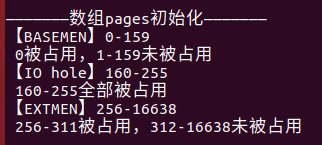 ———————数组pages初始化———————
【BASEMEN】0-159
0被占用，1-159未被占用
【IO hole】160-255
160-255全部被占用
【EXTMEN】256-16638
256-311被占用，312-16638未被占用